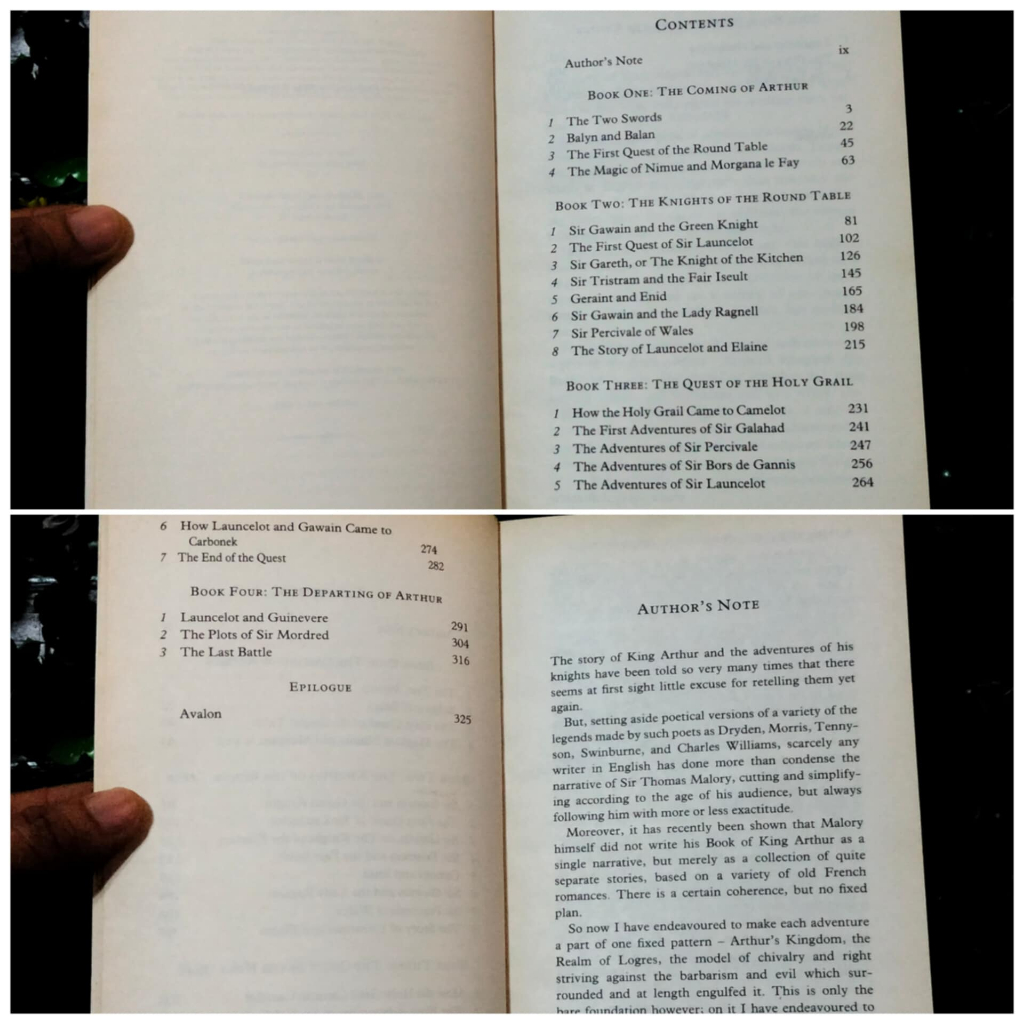 CONTENTS
Author's Note ix
BOOK ONE: THE COMING OF ARTHUR
1 The Two Swords 3
2 Balyn and Balan 22
3 The First Quest of the Round Table 45
4 The Magic of Nimue and Morgana le Fay 63
BOOK TWO: THE KNIGHTS OF THE ROUND TABLE
1 Sir Gawain and the Green Knight 81
2 The First Quest of Sir Launcelot 102
3 Sir Gareth, or The Knight of the Kitchen 126
4 Sir Tristram and the Fair Iseult 145
5 Geraint and Enid 165
6 Sir Gawain and the Lady Ragnell 184
7 Sir Percivale of Wales 198
8 The Story of Launcelot and Elaine 215
BOOK THREE: THE QUEST OF THE HOLY GRAIL
1 How the Holy Grail Came to Camelot 231
2 The First Adventures of Sir Galahad 241
3 The Adventures of Sir Percivale 247
4 The Adventures of Sir Bors de Gannis 256
5 The Adventures of Sir Launcelot 264
6 How Launcelot and Gawain Came to
Carbonek 274
7 The End of the Quest 282
BOOK FOUR: THE DEPARTING OF ARTHUR
1 Launcelot and Guinevere 291
2 The Plots of Sir Mordred 304
3 The Last Battle 316
EPILOGUE
Avalon 325
AUTHOR'S NOTE
The story of King Arthur and the adventures of his
knights have been told so very many times that there
seems at first sight little excuse for retelling them yet
again.
But, setting aside poetical versions of a variety of the
legends made by such poets as Dryden, Morris, Tenny-
son, Swinburne, and Charles Williams, scarcely any
writer in English has done more than condense the
narrative of Sir Thomas Malory, cutting and simplify-
ing according to the age of his audience, but always
following him with more or less exactitude.
Moreover, it has recently been shown that Malory
himself did not write his Book of King Arthur as a
single narrative, but merely as a collection of quite
separate stories, based on a variety of old French
romances. There is a certain coherence, but no fixed
plan.
So now I have endeavoured to make each adventure
a part of one fixed pattern – Arthur's Kingdom, the
Realm of Logres, the model of chivalry and right
striving against the barbarism and evil which sur-
rounded and at length engulfed it. This is only the
bare foundation however; on it I have endeavoured to